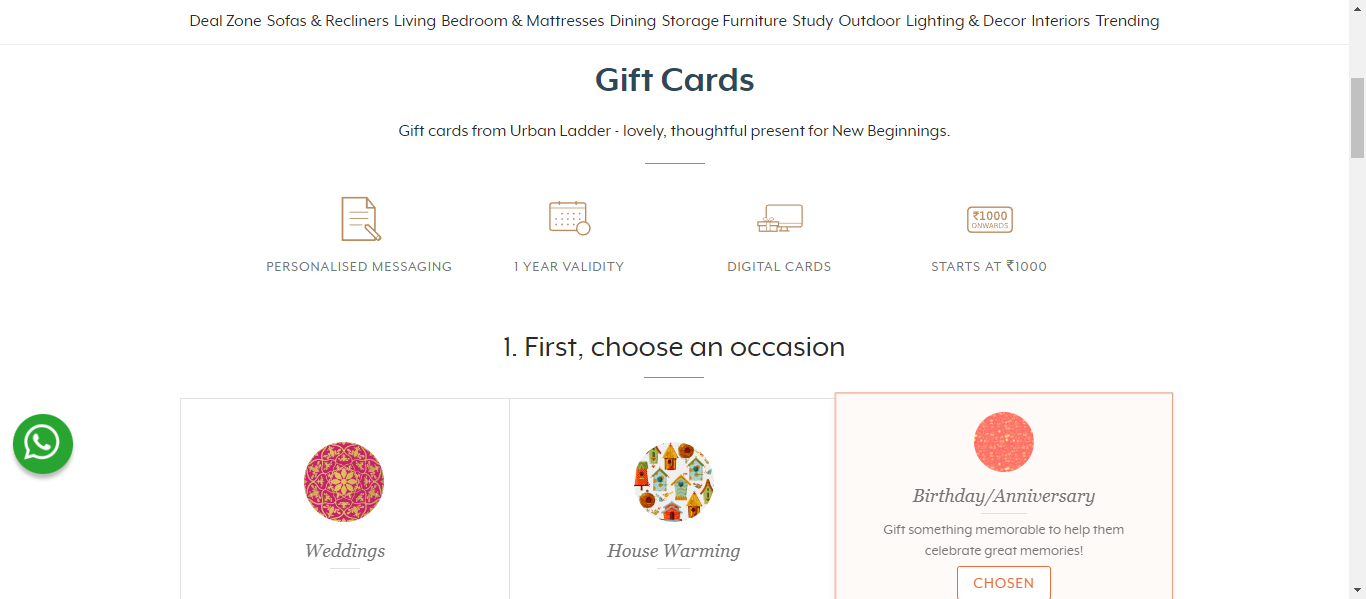 Deal Zone Sofas & Recliners Living Bedroom & Mattresses Dining Storage Furniture Study Outdoor Lighting & Decor Interiors Trending
Gift Cards
Gift cards from Urban Ladder - lovely, thoughtful present for New Beginnings.
₹1000
ONWARDS
PERSONALISED MESSAGING 1 YEAR VALIDITY DIGITAL CARDS STARTS AT ₹1000
1. First, choose an occasion
Weddings
House Warming
Birthday/Anniversary
Gift something memorable to help them
celebrate great memories!
CHOSEN